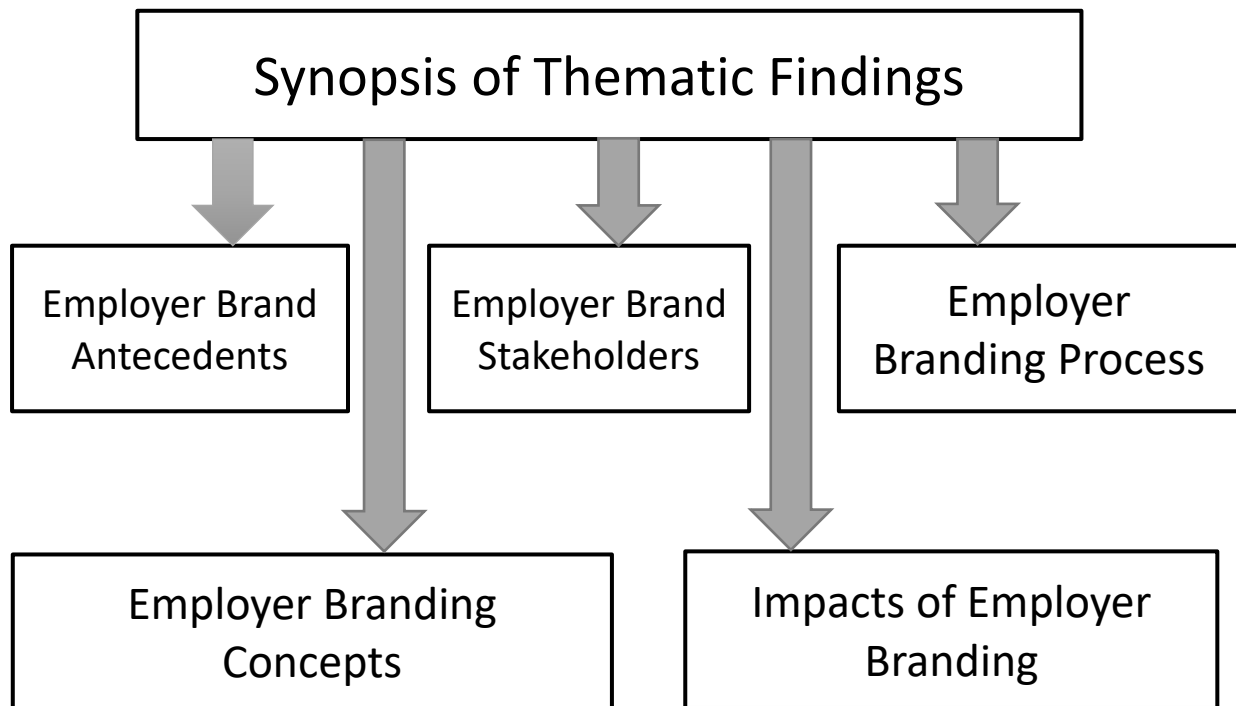 Synopsis of Thematic Findings
Employer Brand
Antecedents
Employer Brand
Stakeholders
Employer
Branding Process
Employer Branding
Concepts
Impacts of Employer
Branding